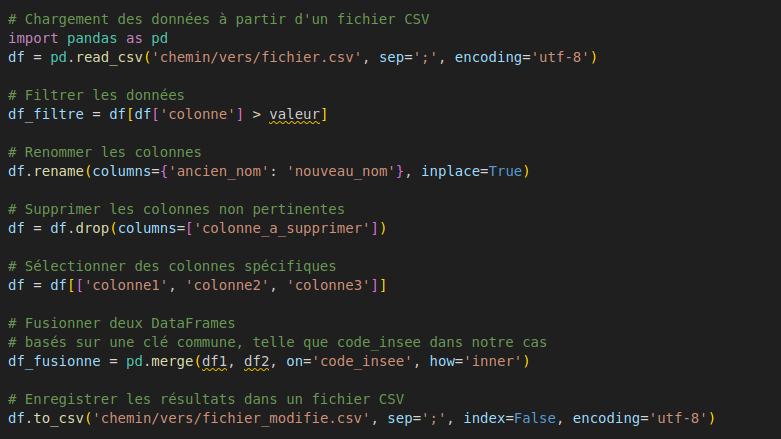 # Chargement des données à partir d'un fichier CSV
import pandas as pd
df = pd.read_csv('chemin/vers/fichier.csv', sep=';', encoding='utf-8')
# Filtrer les données
df_filtre = df[df['colonne'] > valeur]
# Renommer les colonnes
df.rename(columns={'ancien_nom': 'nouveau_nom'}, inplace=True)
# Supprimer les colonnes non pertinentes
df = df.drop(columns=['colonne_a_supprimer'])
# Sélectionner des colonnes spécifiques
df = df[['colonne1', 'colonne2', 'colonne3']]
# Fusionner deux DataFrames
# basés sur une clé commune, telle que code_insee dans notre cas
df_fusionne = pd.merge(df1, df2, on='code_insee', how='inner')
# Enregistrer les résultats dans un fichier CSV
df.to_csv('chemin/vers/fichier_modifie.csv', sep=';', index=False, encoding='utf-8')